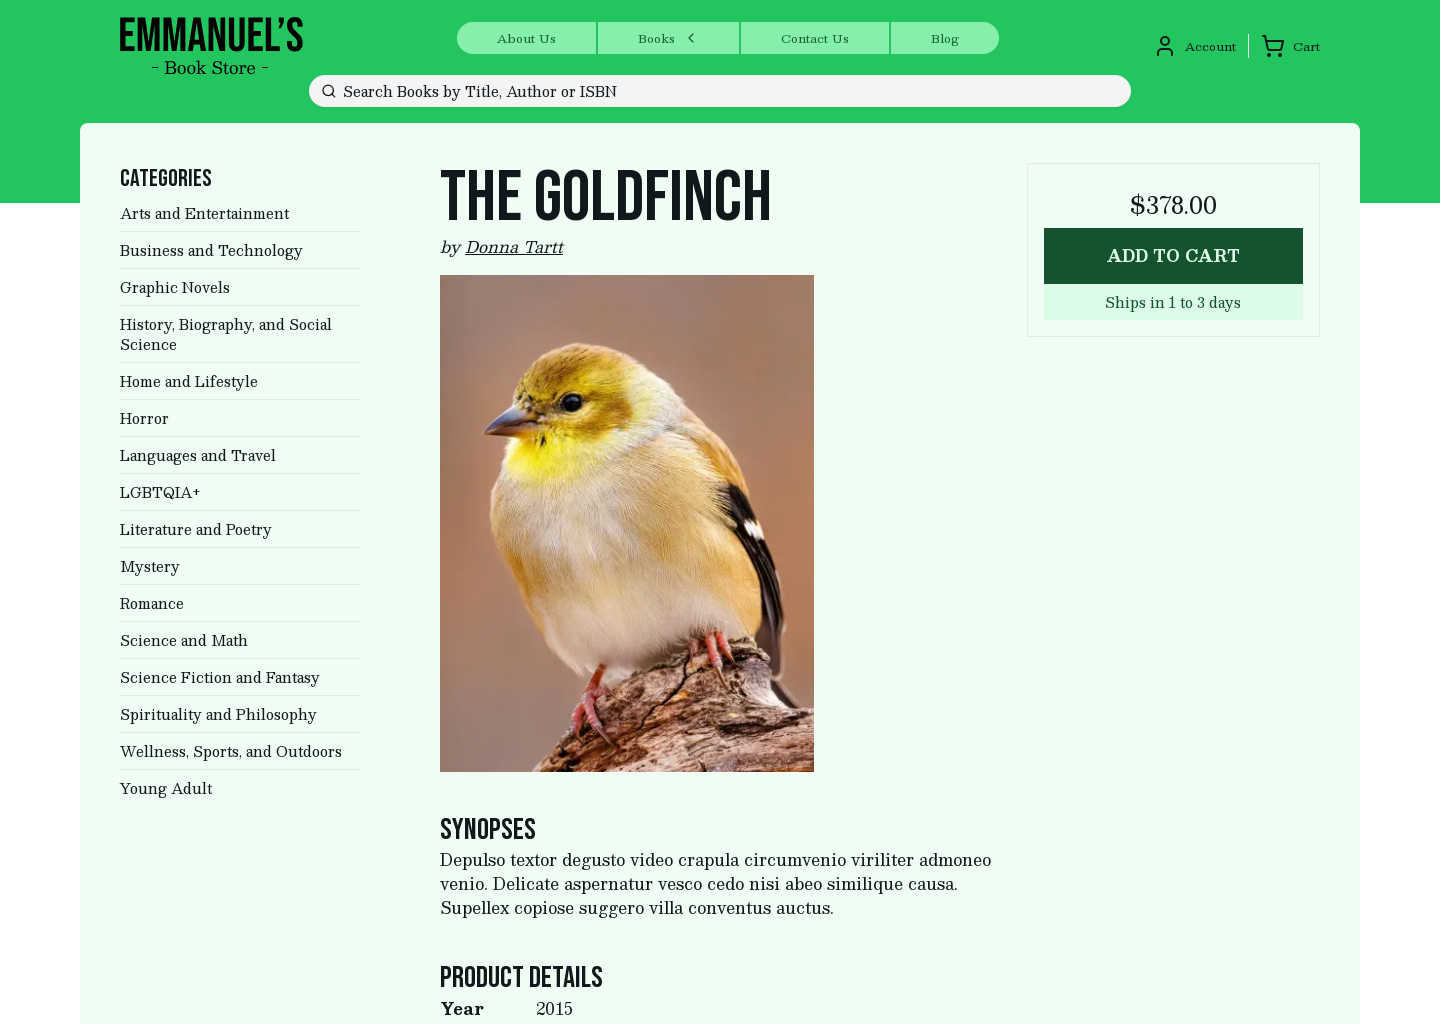 EMMANUEL'S
- Book Store -
About Us
Books
Contact Us
Blog
Account
Cart
Search Books by Title, Author or ISBN
CATEGORIES
Arts and Entertainment
Business and Technology
Graphic Novels
History, Biography, and Social
Science
Home and Lifestyle
Horror
Languages and Travel
LGBTQIA+
Literature and Poetry
Mystery
Romance
Science and Math
Science Fiction and Fantasy
Spirituality and Philosophy
Wellness, Sports, and Outdoors
Young Adult
THE GOLDFINCH
by Donna Tartt
SYNOPSES
Depulso textor degusto video crapula circumvenio viriliter admoneo
venio. Delicate aspernatur vesco cedo nisi abeo similique causa.
Supellex copiose suggero villa conventus auctus.
PRODUCT DETAILS
Year 2015
$378.00
ADD TO CART
Ships in 1 to 3 days